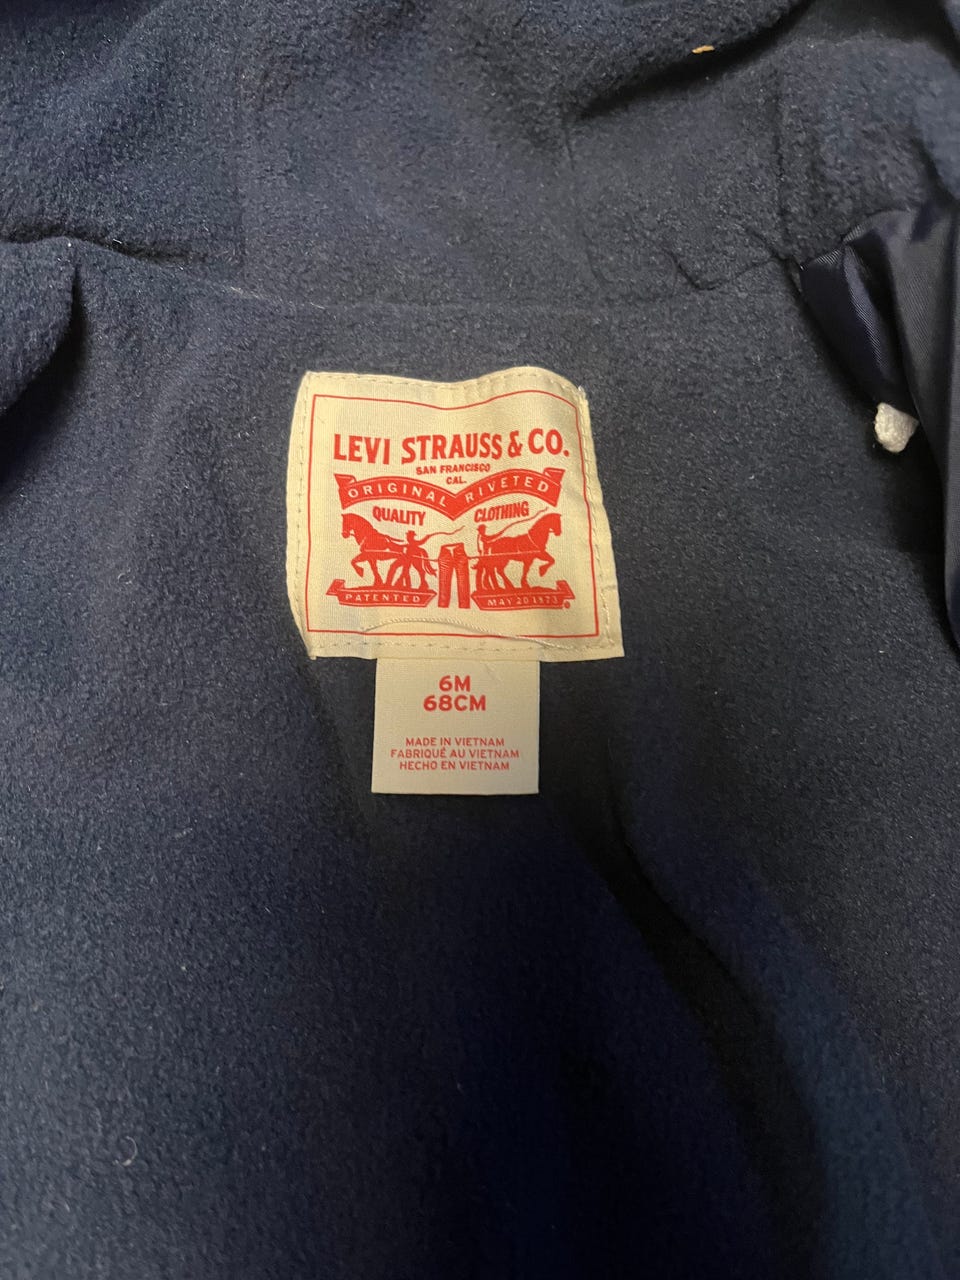 LEVI STRAUSS & CO.
SAN FRANCISCO
CAL.
ORIGINAL RIVETED
QUALITY CLOTHING
PATENTED MAY 20 1873
6M
68CM
MADE IN VIETNAM
FABRIQUÉ AU VIETNAM
HECHO EN VIETNAM